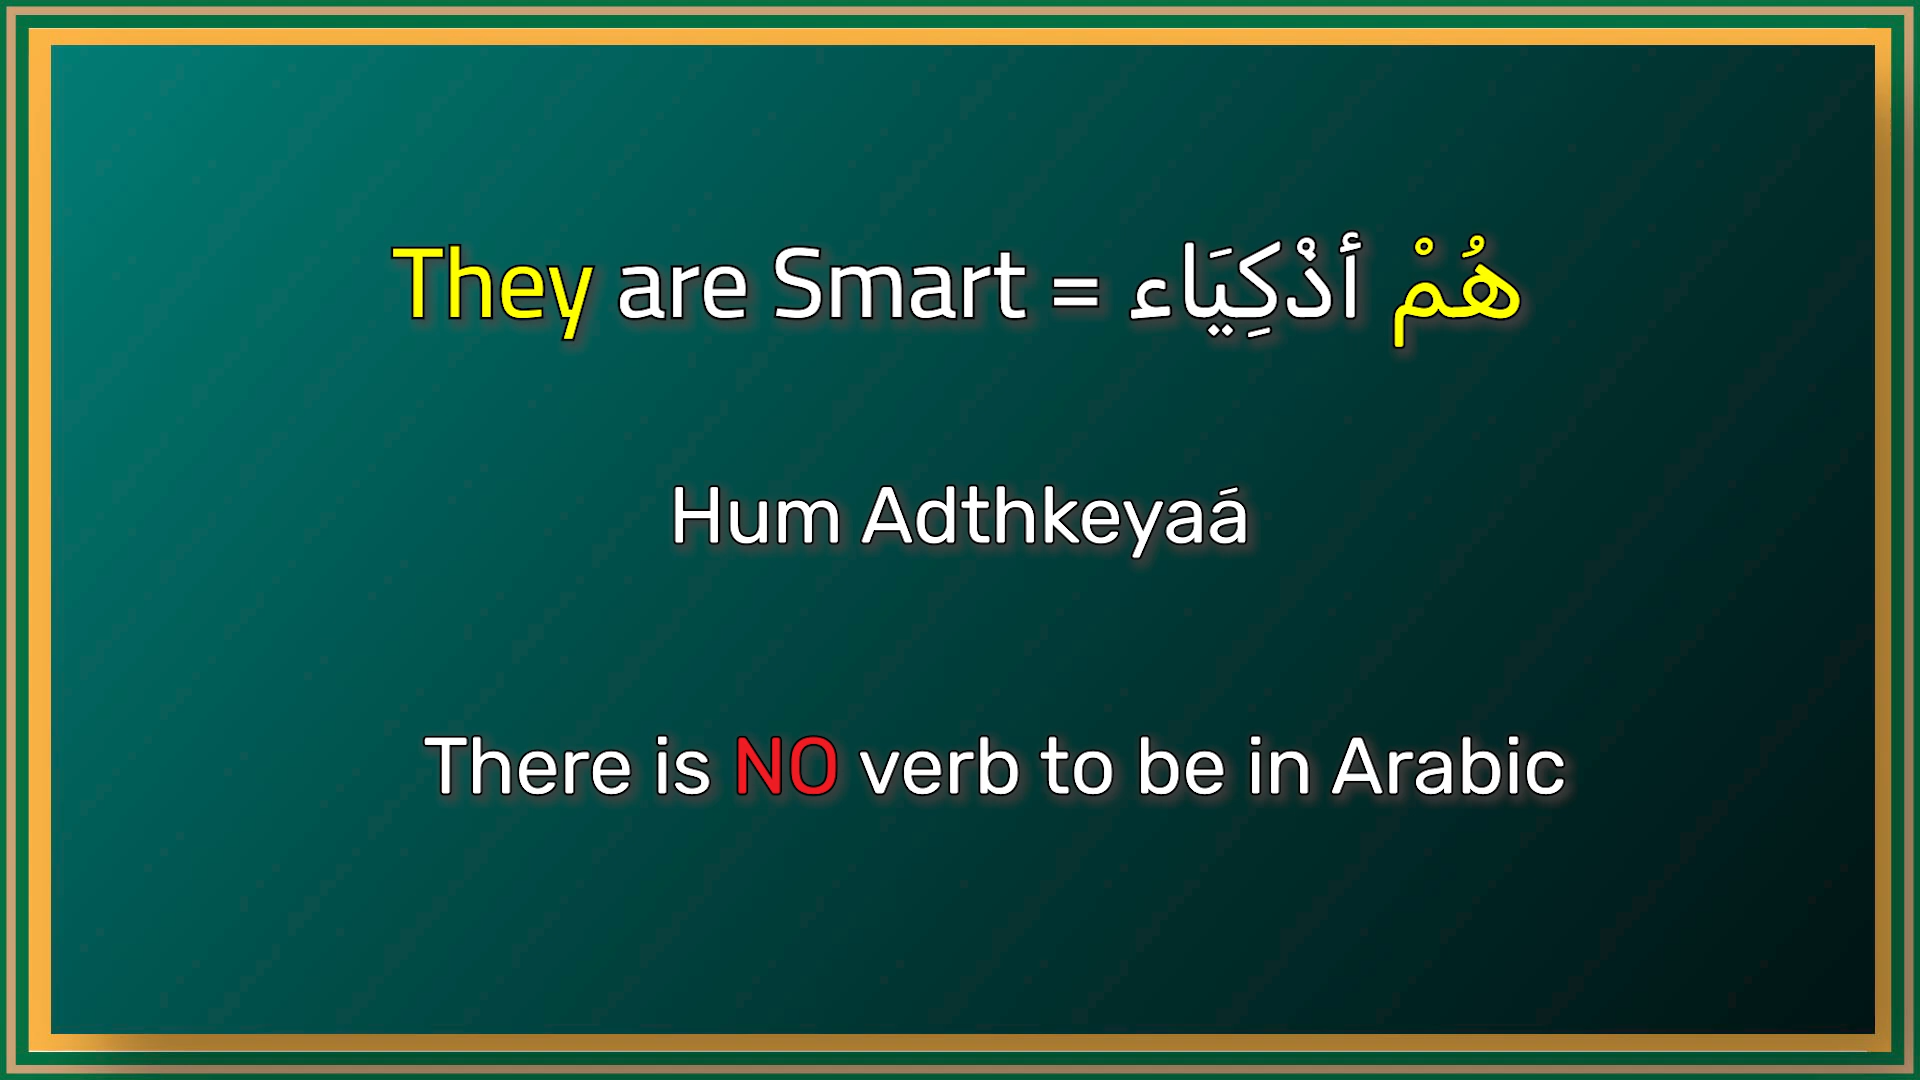 They are Smart = هُمْ أذْكِيَاء
Hum Adthkeyaá
There is NO verb to be in Arabic